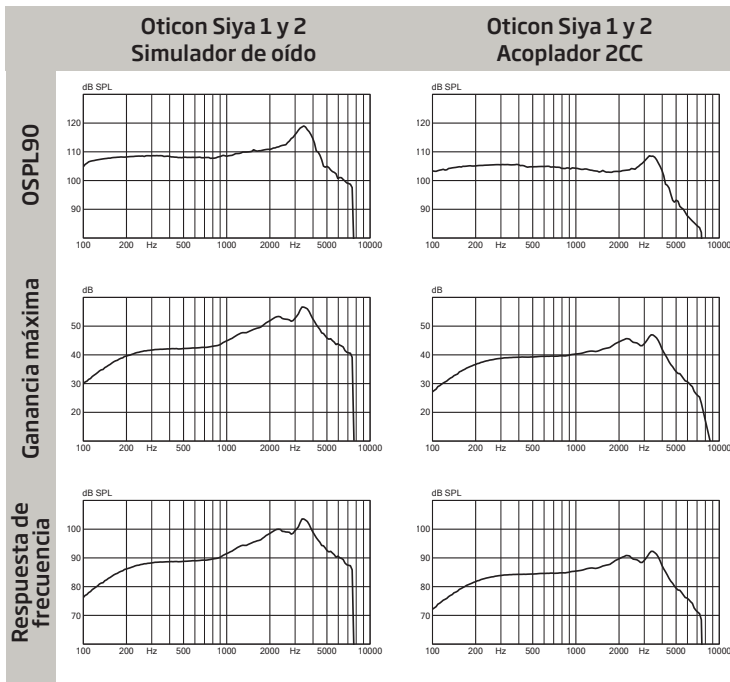 Oticon Siya 1 y 2
Simulador de oído
Oticon Siya 1 y 2
Acoplador 2CC
OSPL90
dB SPL
120
110
100
90
100 200 Hz 500 1000 2000 Hz 5000 10000
dB SPL
120
110
100
90
100 200 Hz 500 1000 2000 Hz 5000 10000
Ganancia máxima
dB
50
40
30
20
100 200 Hz 500 1000 2000 Hz 5000 10000
dB
50
40
30
20
100 200 Hz 500 1000 2000 Hz 5000 10000
Respuesta de
frecuencia
dB SPL
100
90
80
70
100 200 Hz 500 1000 2000 Hz 5000 10000
dB SPL
100
90
80
70
100 200 Hz 500 1000 2000 Hz 5000 10000